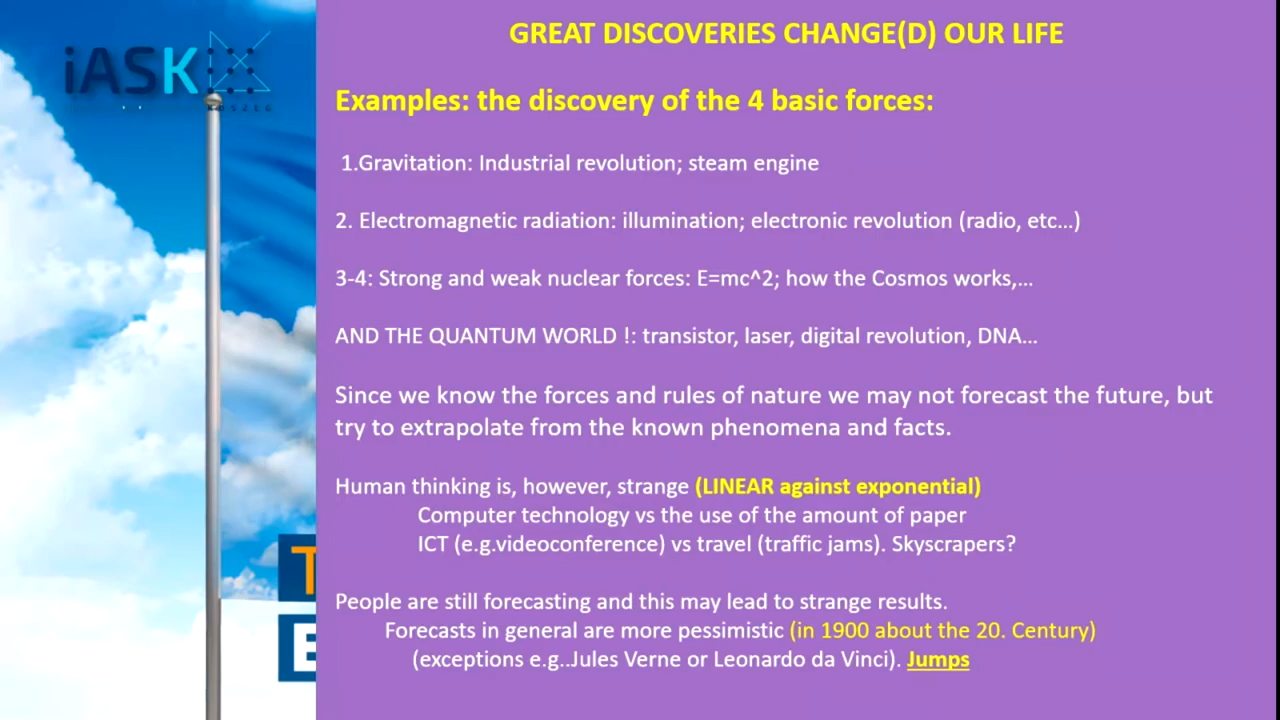 GREAT DISCOVERIES CHANGE(D) OUR LIFE
iASK
Examples: the discovery of the 4 basic forces:
1.Gravitation: Industrial revolution; steam engine
2. Electromagnetic radiation: illumination; electronic revolution (radio, etc...)
3-4: Strong and weak nuclear forces: E=mc^2; how the Cosmos works,...
AND THE QUANTUM WORLD !: transistor, laser, digital revolution, DNA...
Since we know the forces and rules of nature we may not forecast the future, but
try to extrapolate from the known phenomena and facts.
Human thinking is, however, strange (LINEAR against exponential)
Computer technology vs the use of the amount of paper
ICT (e.g.videoconference) vs travel (traffic jams). Skyscrapers?
People are still forecasting and this may lead to strange results.
Forecasts in general are more pessimistic (in 1900 about the 20. Century)
(exceptions e.g..Jules Verne or Leonardo da Vinci). Jumps
T
E